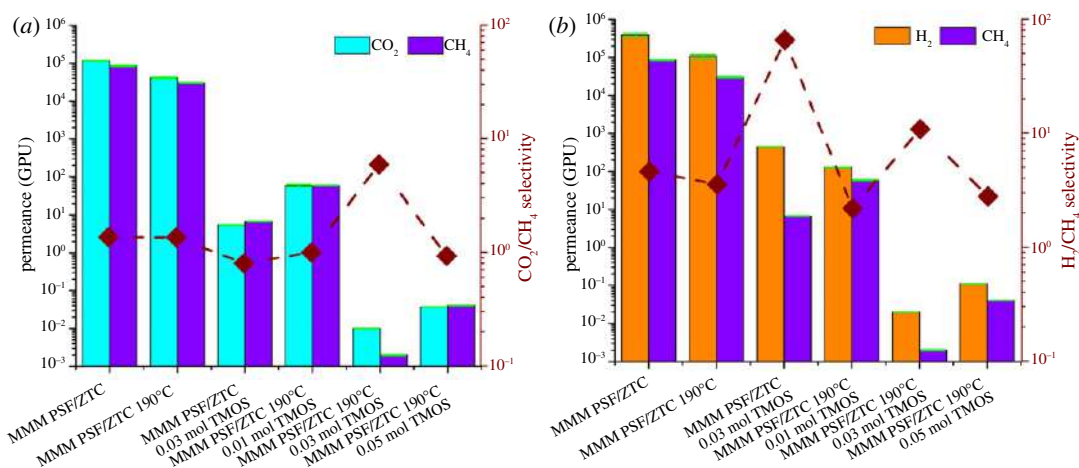 (a)
CO2 CH4
permeance (GPU)
10^6
10^5
10^4
10^3
10^2
10^1
10^0
10^-1
10^-2
10^-3
10^2
10^1
10^0
10^-1
CO2/CH4 selectivity
MMM PSF/ZTC
MMM PSF/ZTC 190°C
MMM PSF/ZTC
0.03 mol TMOS
MMM PSF/ZTC 190°C
0.01 mol TMOS
MMM PSF/ZTC 190°C
0.03 mol TMOS
MMM PSF/ZTC 190°C
0.05 mol TMOS
(b)
H2 CH4
permeance (GPU)
10^6
10^5
10^4
10^3
10^2
10^1
10^0
10^-1
10^-2
10^-3
10^2
10^1
10^0
10^-1
H2/CH4 selectivity
MMM PSF/ZTC
MMM PSF/ZTC 190°C
MMM PSF/ZTC
0.03 mol TMOS
MMM PSF/ZTC 190°C
0.01 mol TMOS
MMM PSF/ZTC 190°C
0.03 mol TMOS
MMM PSF/ZTC 190°C
0.05 mol TMOS